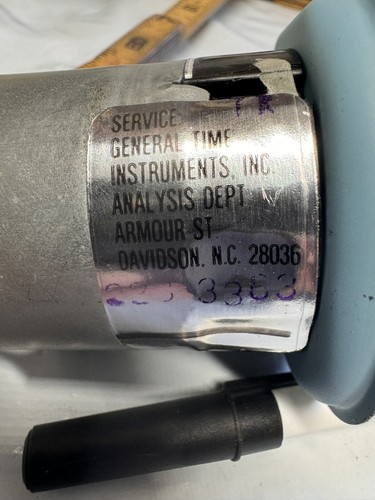 SERVICE
GENERAL TIME
INSTRUMENTS, INC.
ANALYSIS DEPT
ARMOUR ST.
DAVIDSON, N.C. 28036
3363